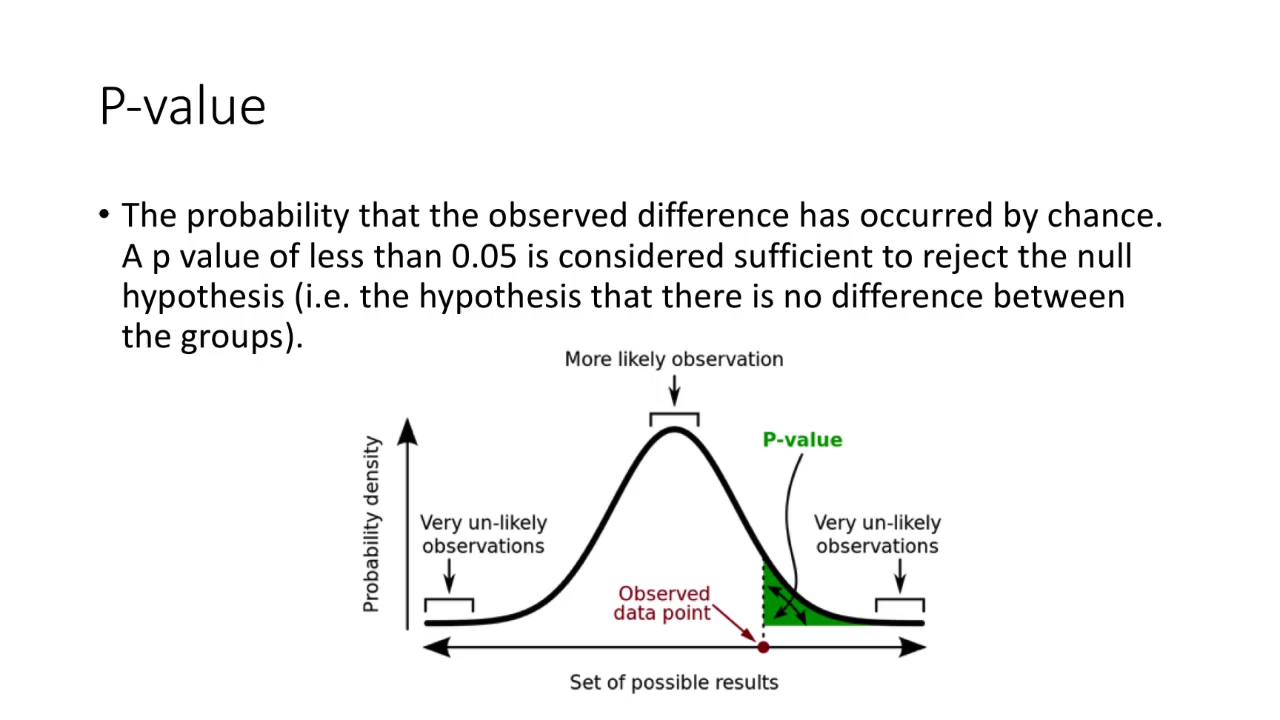 P-value
• The probability that the observed difference has occurred by chance.
A p value of less than 0.05 is considered sufficient to reject the null
hypothesis (i.e. the hypothesis that there is no difference between
the groups).
More likely observation
P-value
Probability density
Very un-likely
observations
Very un-likely
observations
Observed
data point
Set of possible results